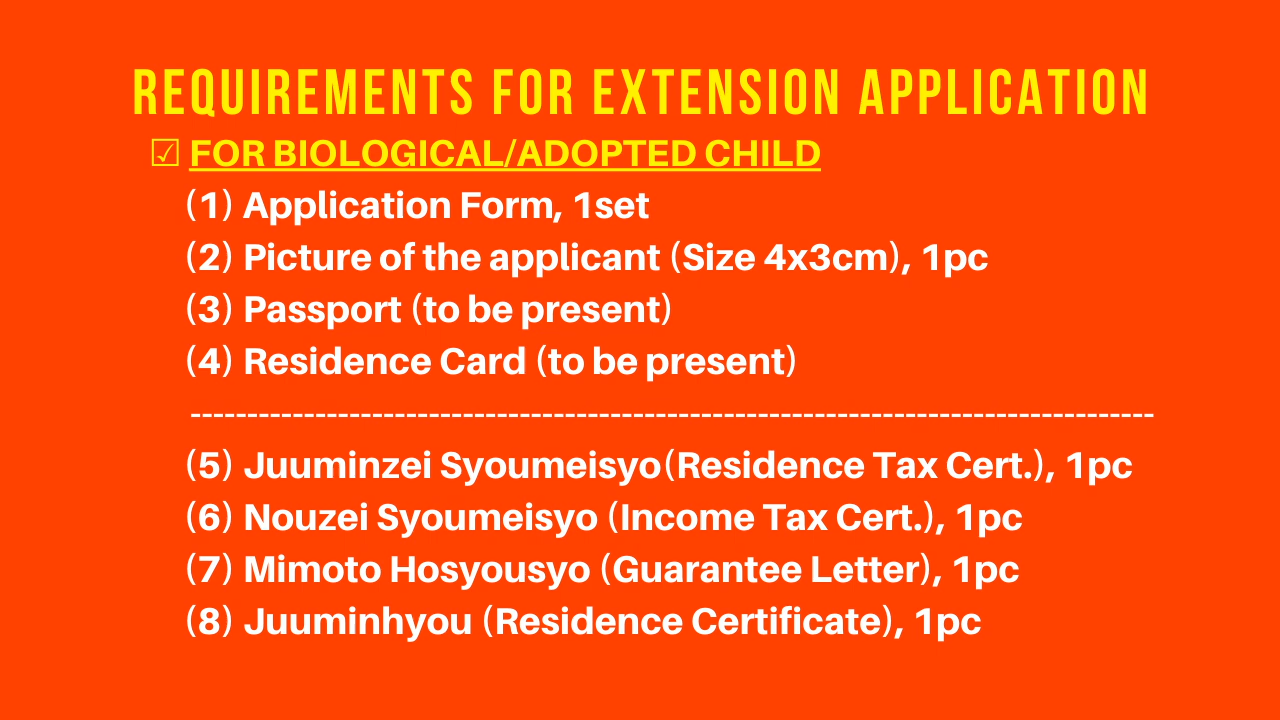 REQUIREMENTS FOR EXTENSION APPLICATION
☑ FOR BIOLOGICAL/ADOPTED CHILD
(1) Application Form, 1set
(2) Picture of the applicant (Size 4x3cm), 1pc
(3) Passport (to be present)
(4) Residence Card (to be present)
-------------------------------------------------------------------------------------
(5) Juuminzei Syoumeisyo(Residence Tax Cert.), 1pc
(6) Nouzei Syoumeisyo (Income Tax Cert.), 1pc
(7) Mimoto Hosyousyo (Guarantee Letter), 1pc
(8) Juuminhyou (Residence Certificate), 1pc